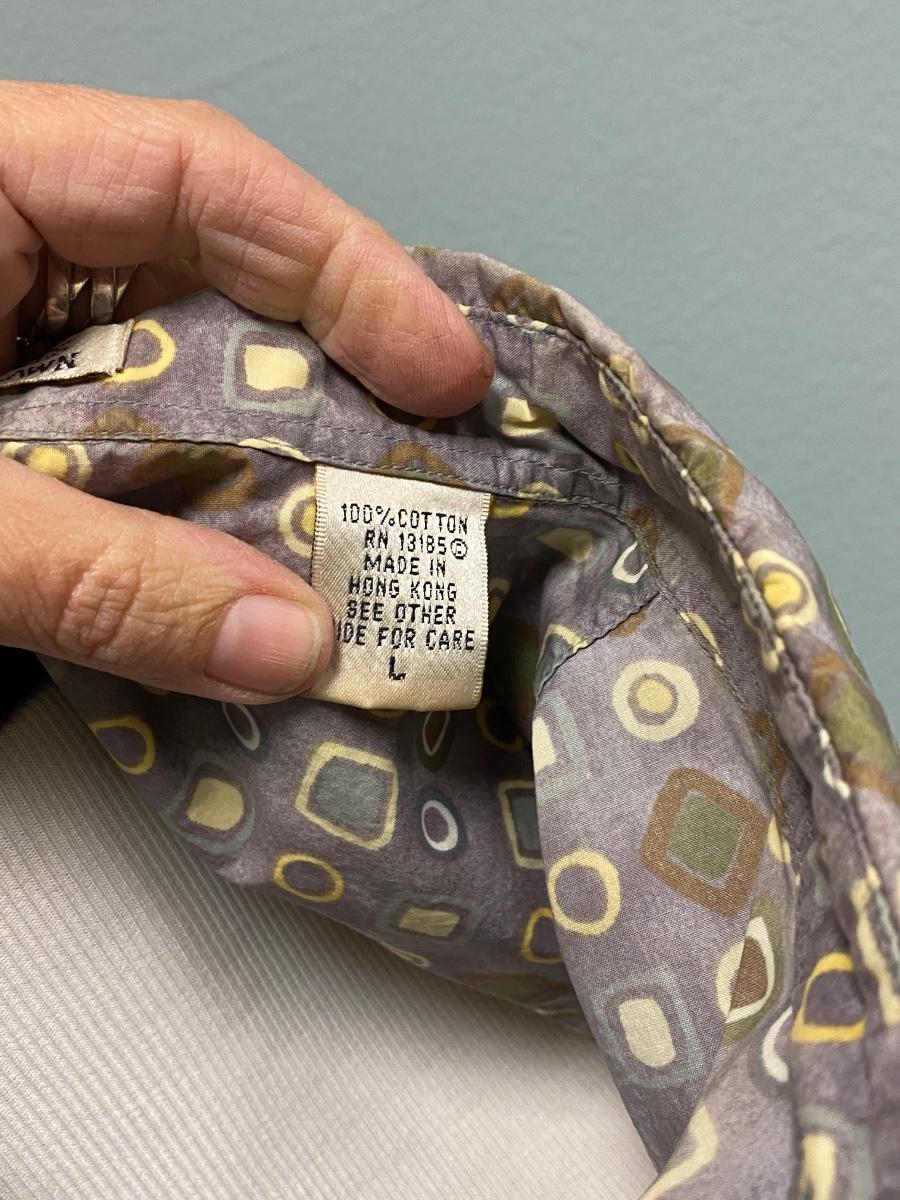 100% COTTON
RN 13185©
MADE IN
HONG KONG
SEE OTHER
IDE FOR CARE
L